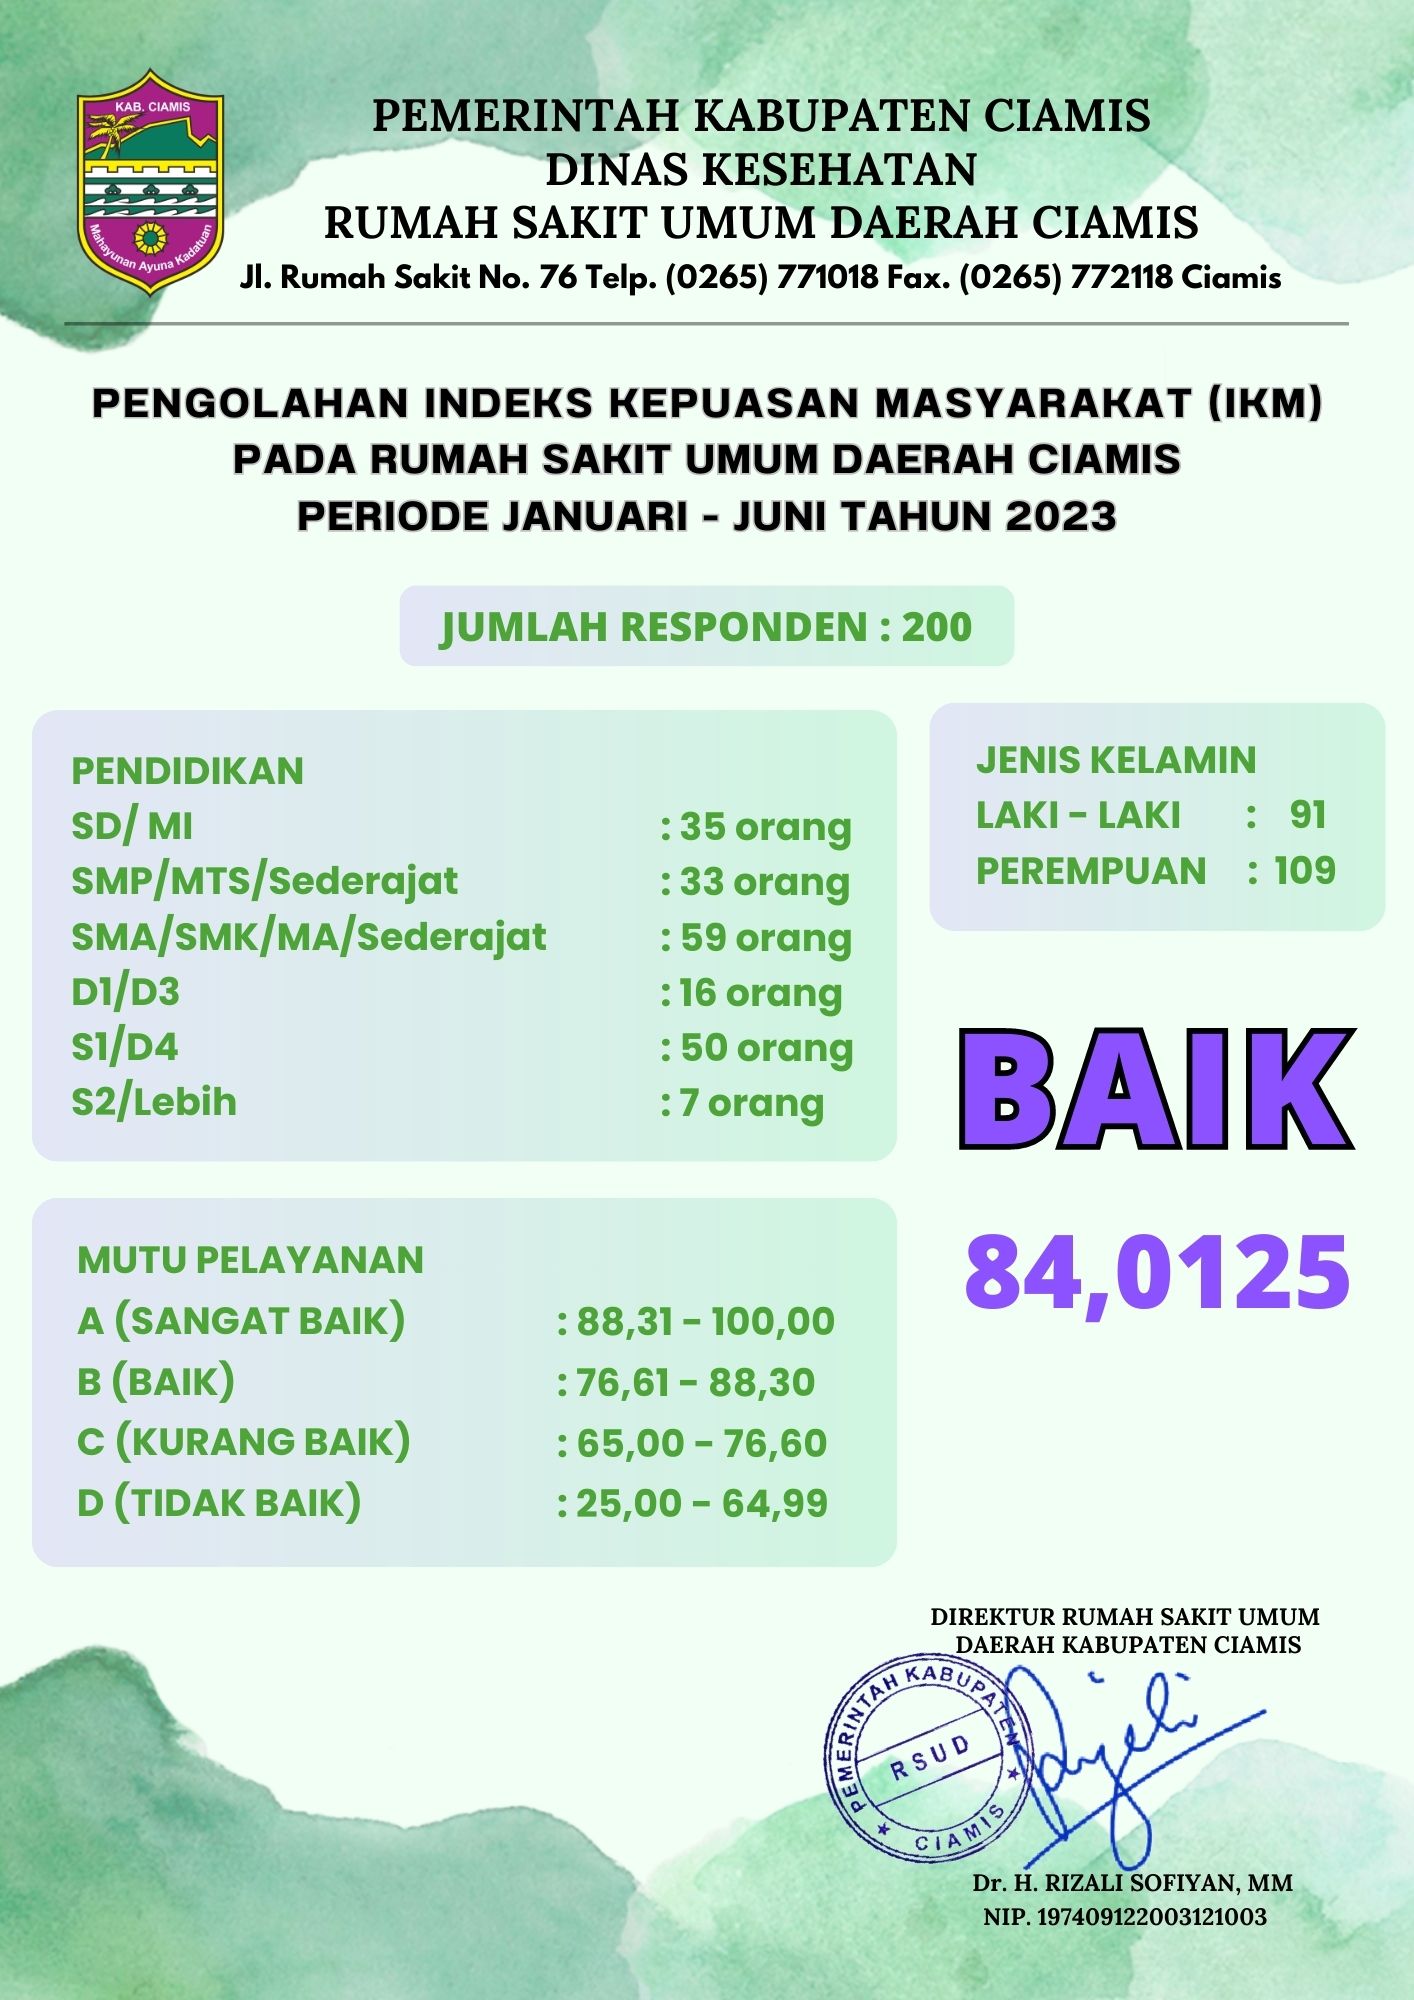 KAB. CIAMIS
Mahayunan Ayuna Kadatuan
PEMERINTAH KABUPATEN CIAMIS
DINAS KESEHATAN
RUMAH SAKIT UMUM DAERAH CIAMIS
Jl. Rumah Sakit No. 76 Telp. (0265) 771018 Fax. (0265) 772118 Ciamis
PENGOLAHAN INDEKS KEPUASAN MASYARAKAT (IKM)
PADA RUMAH SAKIT UMUM DAERAH CIAMIS
PERIODE JANUARI - JUNI TAHUN 2023
JUMLAH RESPONDEN : 200
PENDIDIKAN
SD/ MI : 35 orang
SMP/MTS/Sederajat : 33 orang
SMA/SMK/MA/Sederajat : 59 orang
D1/D3 : 16 orang
S1/D4 : 50 orang
S2/Lebih : 7 orang
JENIS KELAMIN
LAKI - LAKI : 91
PEREMPUAN : 109
BAIK
84,0125
MUTU PELAYANAN
A (SANGAT BAIK) : 88,31 - 100,00
B (BAIK) : 76,61 - 88,30
C (KURANG BAIK) : 65,00 - 76,60
D (TIDAK BAIK) : 25,00 - 64,99
DIREKTUR RUMAH SAKIT UMUM
DAERAH KABUPATEN CIAMIS
PEMERINTAH KABUPATEN
RSUD
CIAMIS
Dr. H. RIZALI SOFIYAN, MM
NIP. 197409122003121003